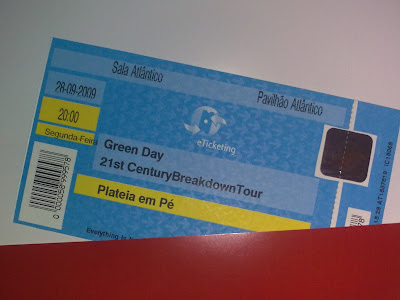 Sala Atlântico
Pavilhão Atlântico
28-09-2009
20:00
Segunda Feira
eTicketing
Green Day
21st CenturyBreakdownTour
Plateia em Pé